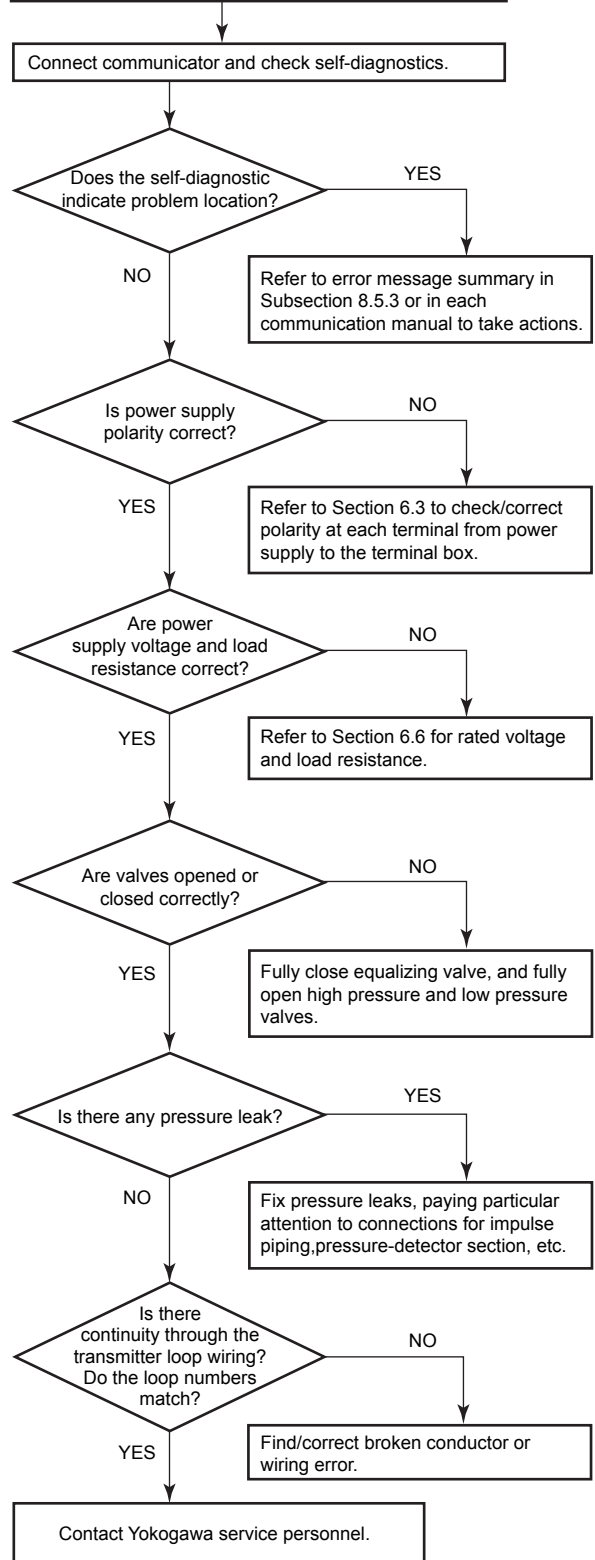 Connect communicator and check self-diagnostics.
Does the self-diagnostic
indicate problem location?
YES
NO
Refer to error message summary in
Subsection 8.5.3 or in each
communication manual to take actions.
Is power supply
polarity correct?
NO
YES
Refer to Section 6.3 to check/correct
polarity at each terminal from power
supply to the terminal box.
Are power
supply voltage and load
resistance correct?
NO
YES
Refer to Section 6.6 for rated voltage
and load resistance.
Are valves opened or
closed correctly?
NO
YES
Fully close equalizing valve, and fully
open high pressure and low pressure
valves.
Is there any pressure leak?
YES
NO
Fix pressure leaks, paying particular
attention to connections for impulse
piping,pressure-detector section, etc.
Is there
continuity through the
transmitter loop wiring?
Do the loop numbers
match?
NO
YES
Find/correct broken conductor or
wiring error.
Contact Yokogawa service personnel.